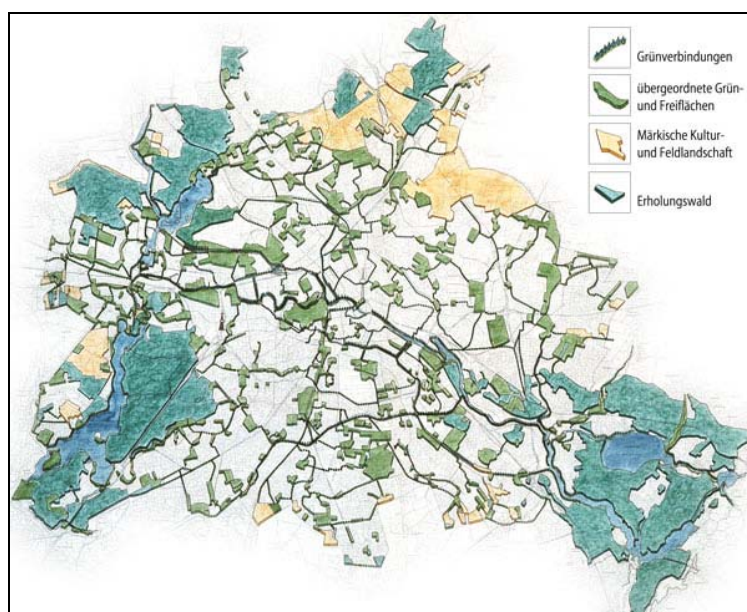 Grünverbindungen
übergeordnete Grün-
und Freiflächen
Märkische Kultur-
und Feldlandschaft
Erholungswald